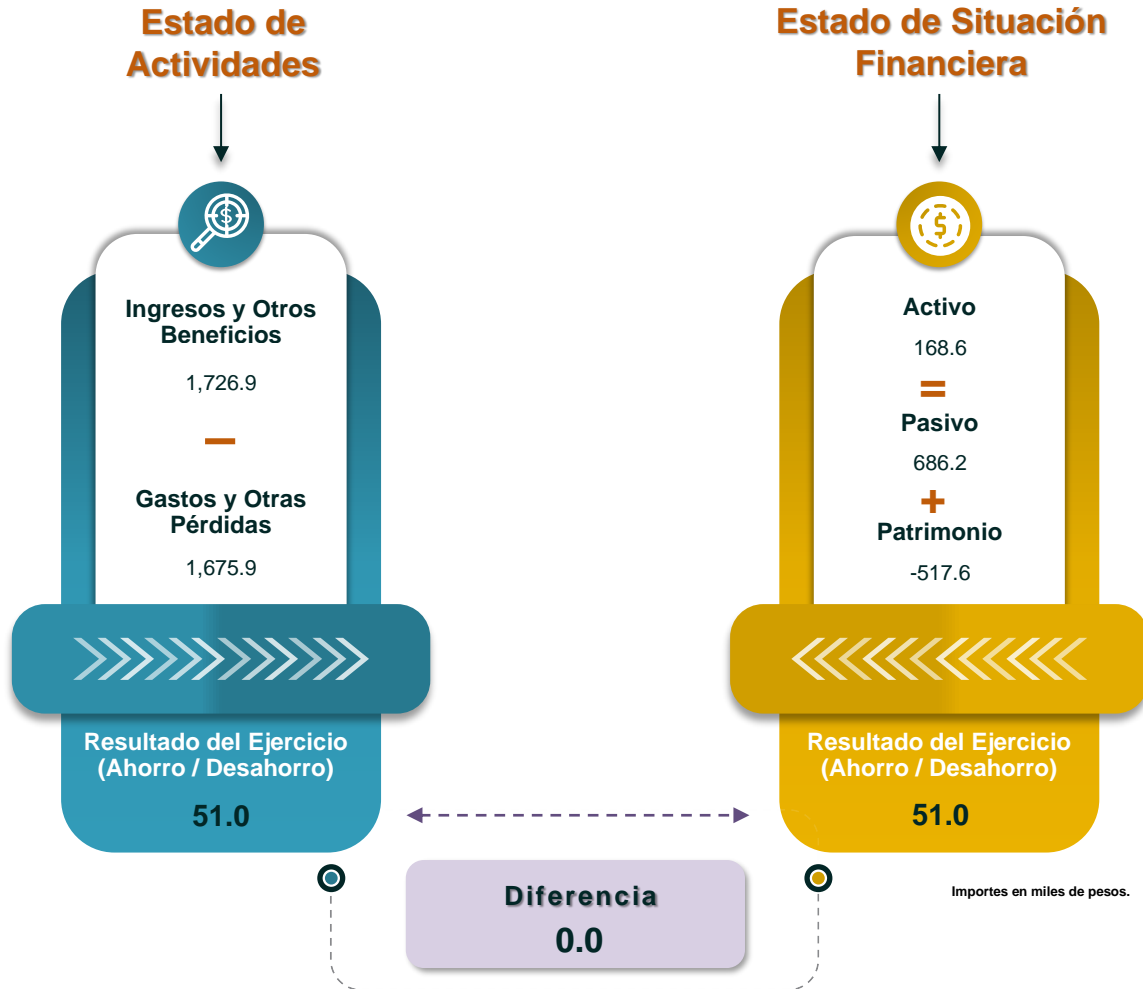 Estado de
Actividades
Ingresos y Otros
Beneficios
1,726.9
–
Gastos y Otras
Pérdidas
1,675.9
Resultado del Ejercicio
(Ahorro / Desahorro)
51.0
Estado de Situación
Financiera
$
Activo
168.6
=
Pasivo
686.2
+
Patrimonio
-517.6
Resultado del Ejercicio
(Ahorro / Desahorro)
51.0
Diferencia
0.0
Importes en miles de pesos.